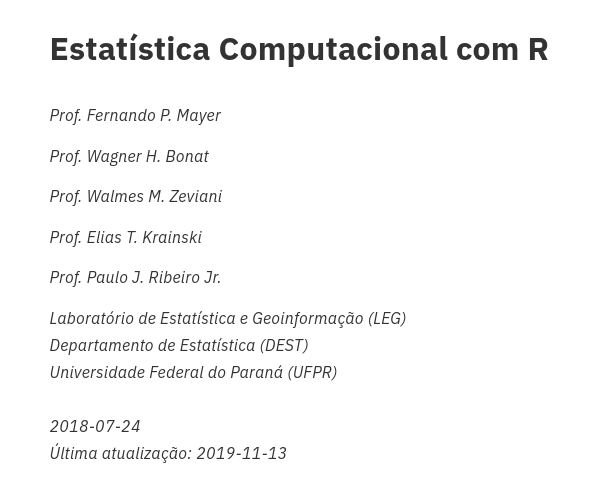 Estatística Computacional com R
Prof. Fernando P. Mayer
Prof. Wagner H. Bonat
Prof. Walmes M. Zeviani
Prof. Elias T. Krainski
Prof. Paulo J. Ribeiro Jr.
Laboratório de Estatística e Geoinformação (LEG)
Departamento de Estatística (DEST)
Universidade Federal do Paraná (UFPR)
2018-07-24
Última atualização: 2019-11-13